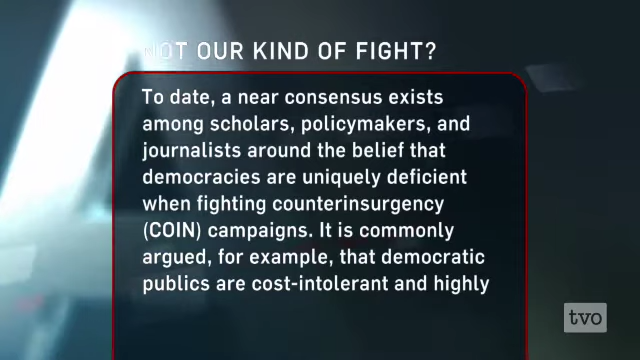 NOT OUR KIND OF FIGHT?
To date, a near consensus exists
among scholars, policymakers, and
journalists around the belief that
democracies are uniquely deficient
when fighting counterinsurgency
(COIN) campaigns. It is commonly
argued, for example, that democratic
publics are cost-intolerant and highly
tvo